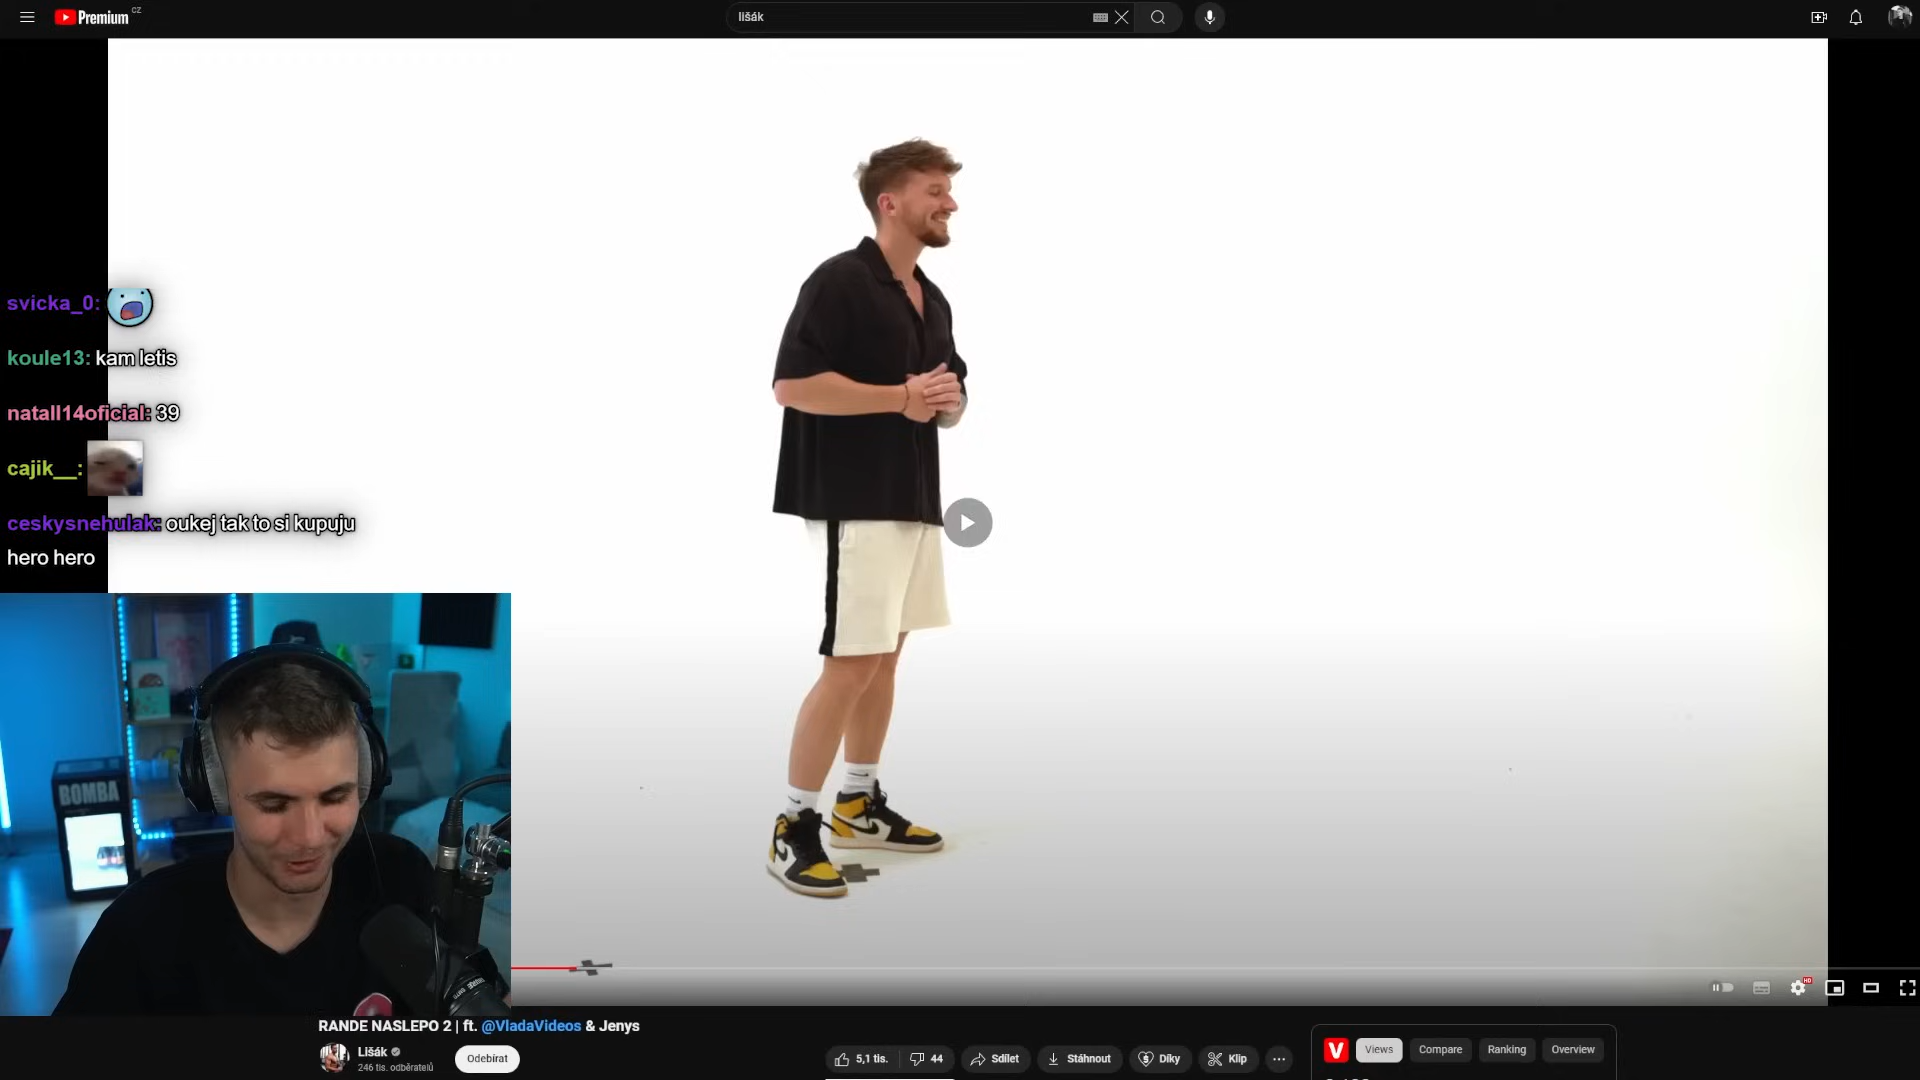 Premium CZ
lišák
svicka_0:
koule13: kam letis
natall14oficial: 39
cajik__:
ceskysnehulak: oukej tak to si kupuju
hero hero
BOMBA
HD
RANDE NASLEPO 2 | ft. @VladaVideos & Jenys
Lišák
246 tis. odběratelů
Odebírat
5,1 tis.
44
Sdílet
Stáhnout
Díky
Klip
Views
Compare
Ranking
Overview